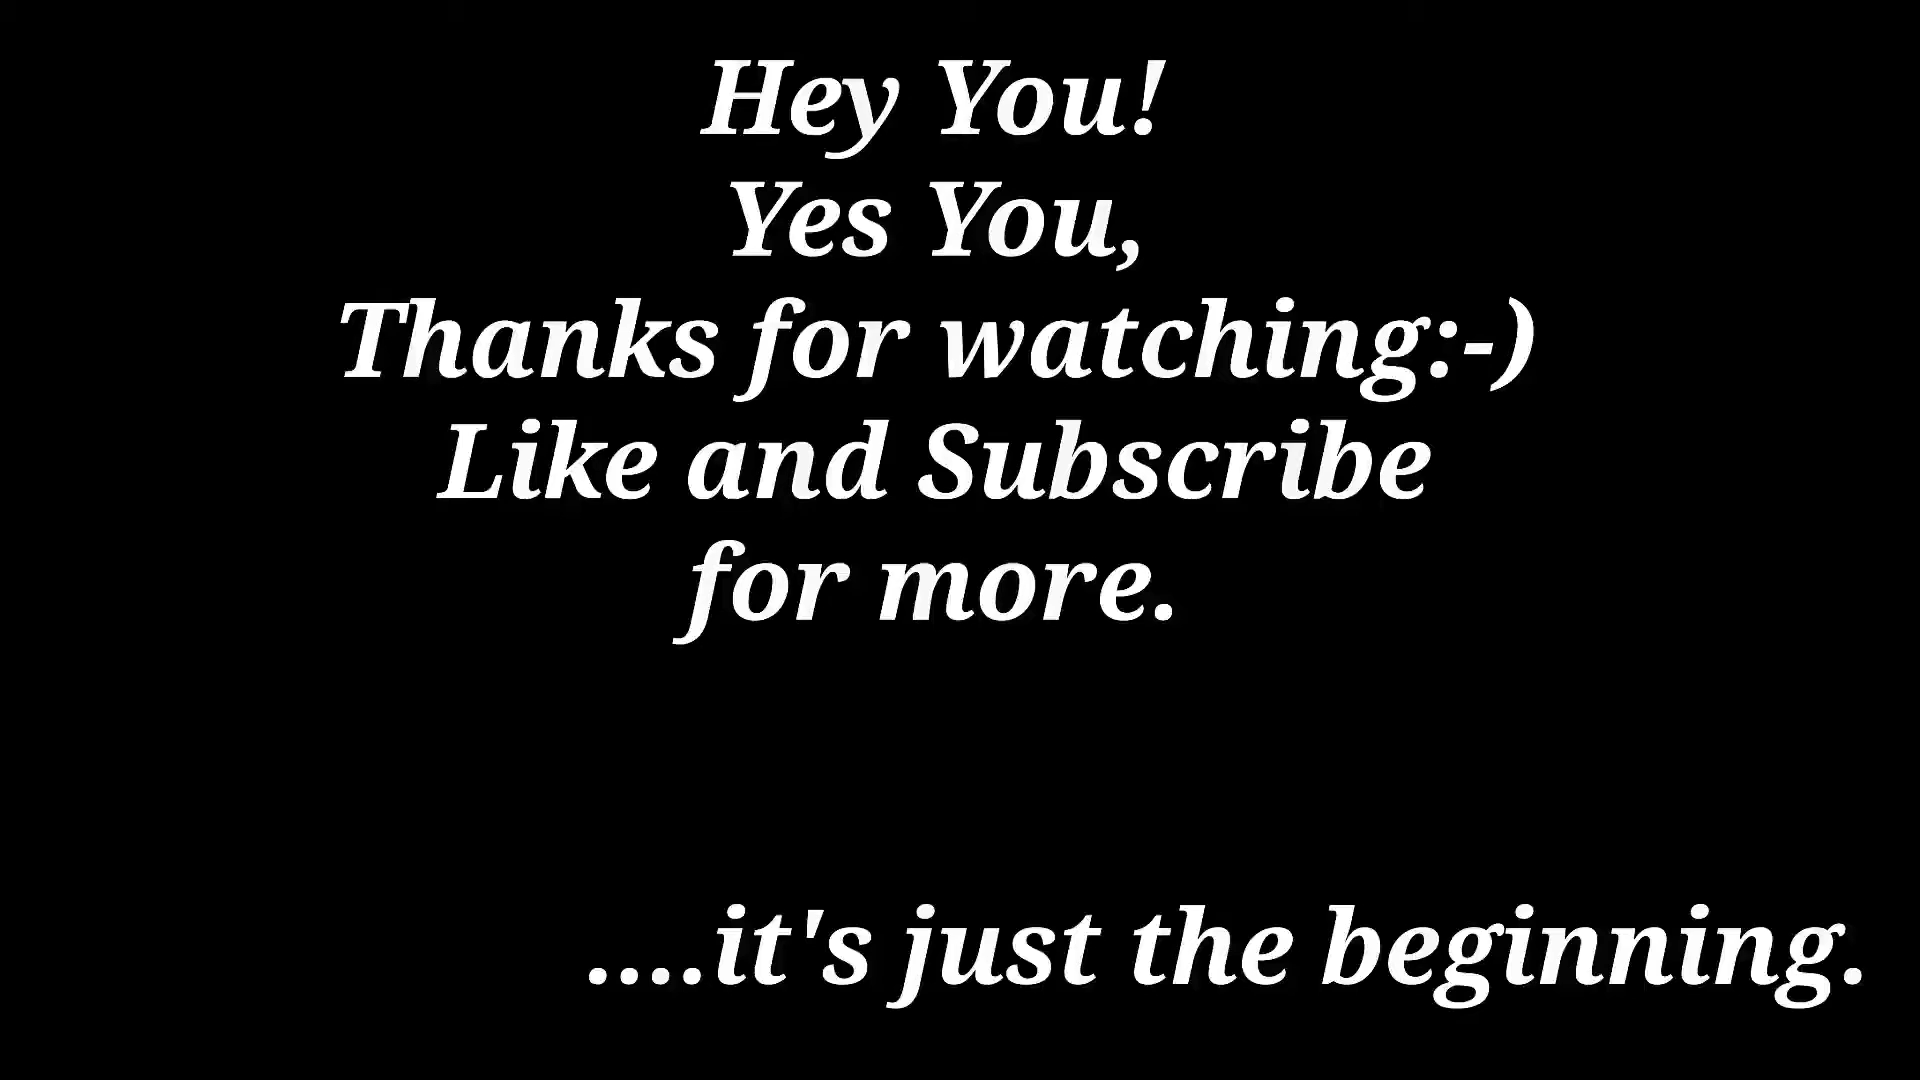 Hey You!
Yes You,
Thanks for watching:-)
Like and Subscribe
for more.
....it's just the beginning.